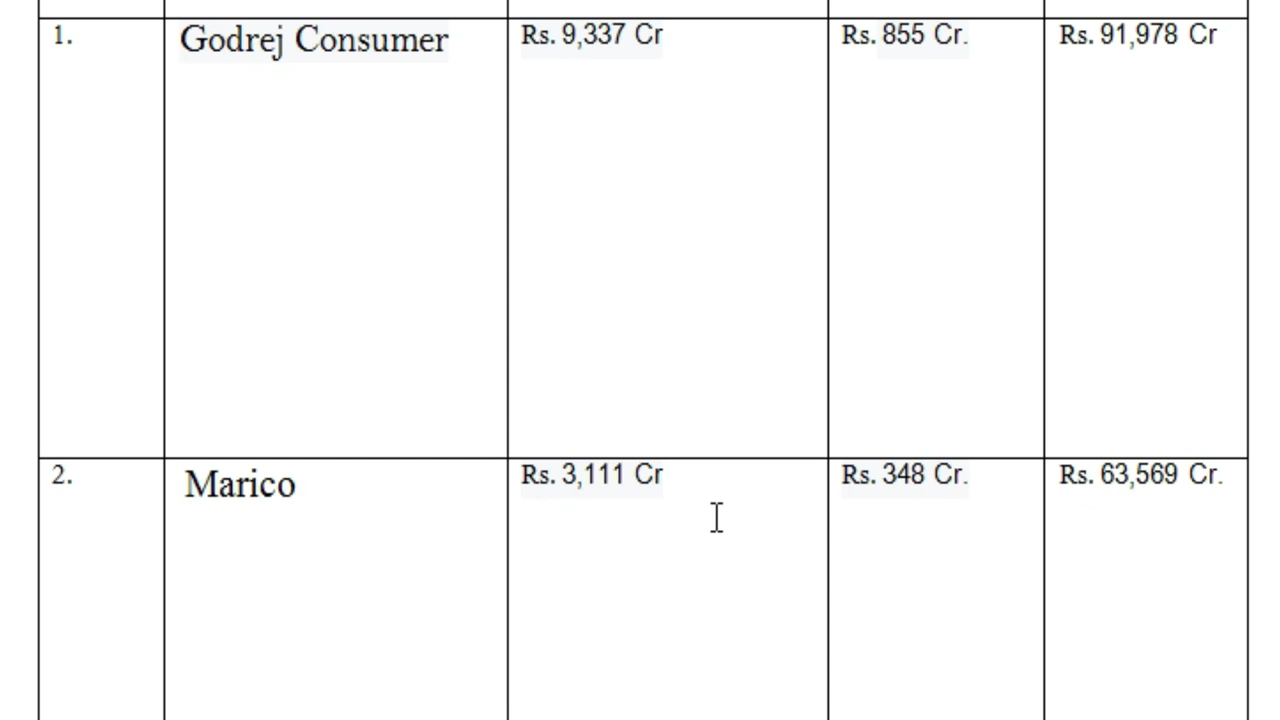 1. Godrej Consumer Rs. 9,337 Cr Rs. 855 Cr. Rs. 91,978 Cr
2. Marico Rs. 3,111 Cr Rs. 348 Cr. Rs. 63,569 Cr.